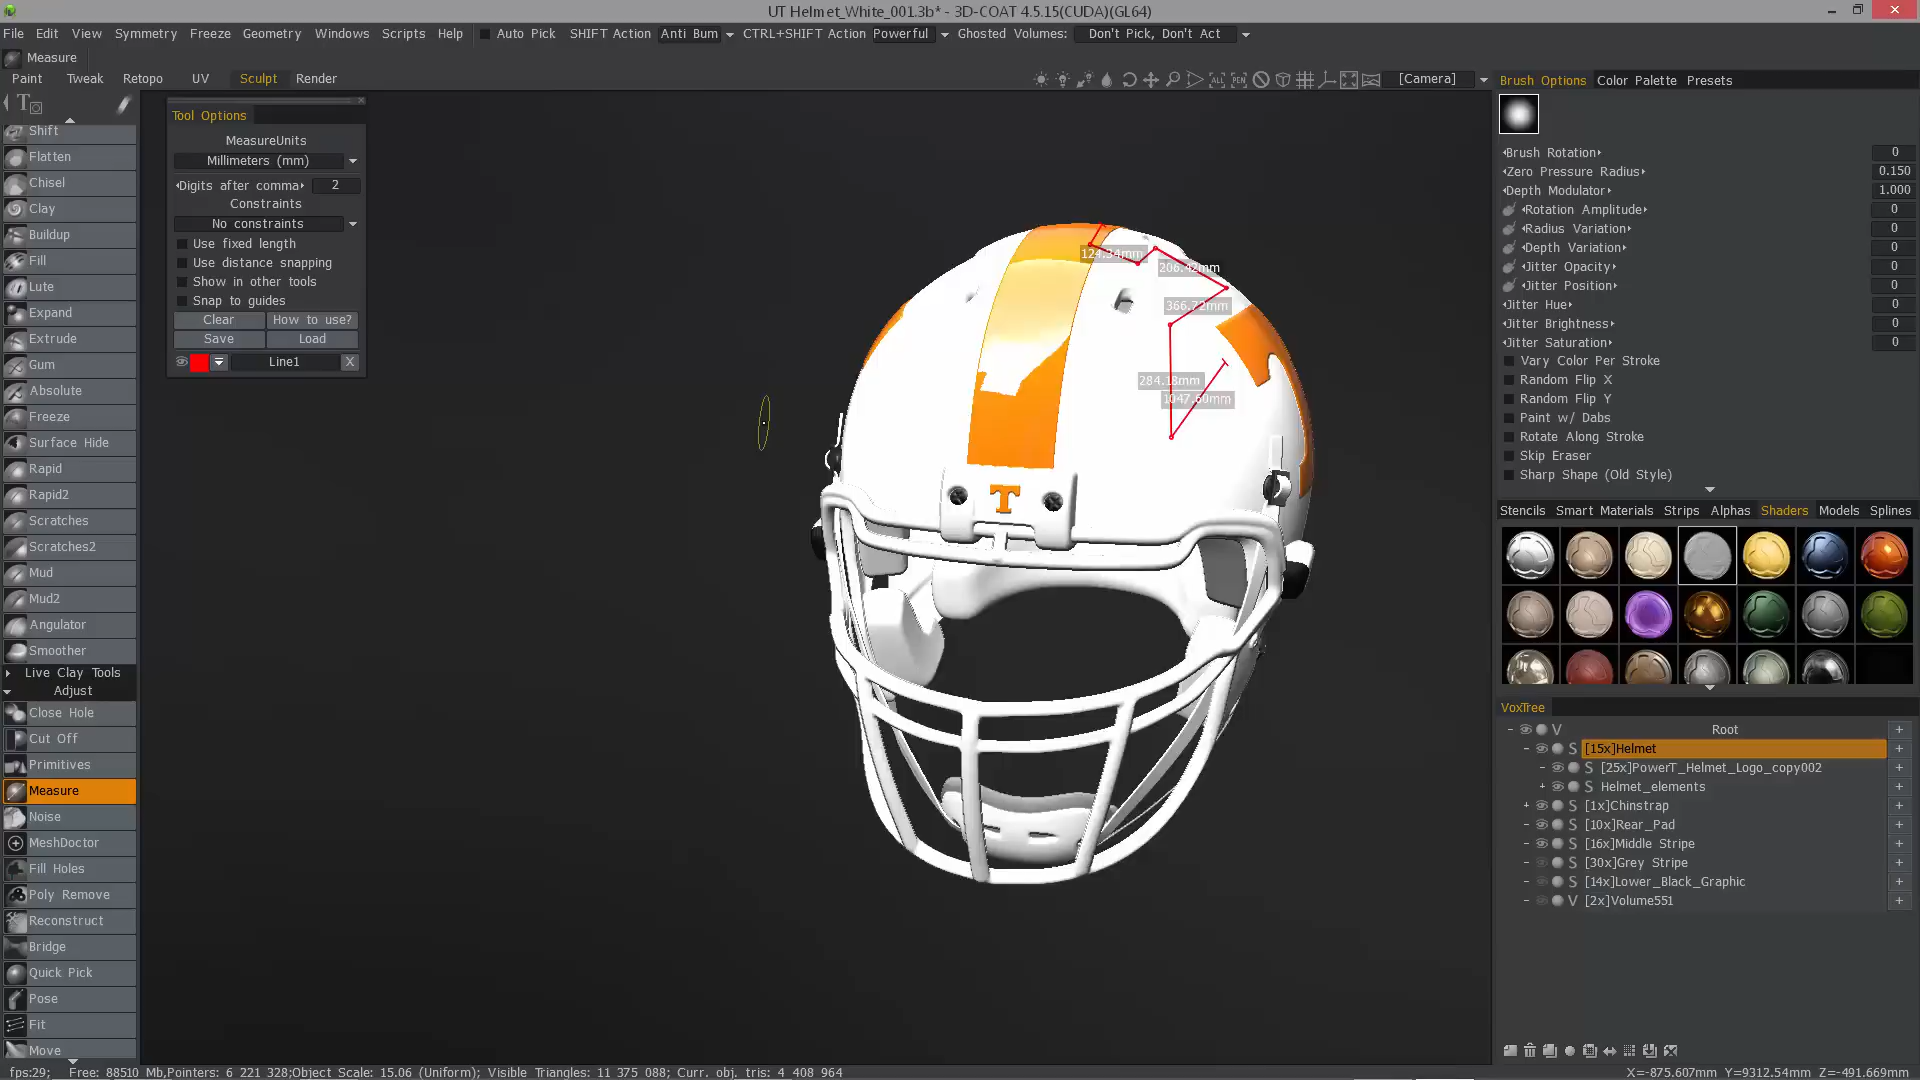 UT Helmet_White_001.3b* - 3D-COAT 4.5.15(CUDA)(GL64)
File Edit View Symmetry Freeze Geometry Windows Scripts Help Auto Pick SHIFT Action Anti Bum CTRL+SHIFT Action Powerful Ghosted Volumes: Don't Pick, Don't Act
Measure
Paint Tweak Retopo UV Sculpt Render [Camera]
Shift
Flatten
Chisel
Clay
Buildup
Fill
Lute
Expand
Extrude
Gum
Absolute
Freeze
Surface Hide
Rapid
Rapid2
Scratches
Scratches2
Mud
Mud2
Angulator
Smoother
Live Clay Tools
Adjust
Close Hole
Cut Off
Primitives
Measure
Noise
MeshDoctor
Fill Holes
Poly Remove
Reconstruct
Bridge
Quick Pick
Pose
Fit
Move
Tool Options
MeasureUnits
Millimeters (mm)
Digits after comma 2
Constraints
No constraints
Use fixed length
Use distance snapping
Show in other tools
Snap to guides
Clear How to use?
Save Load
Line1 X
124.34mm
206.42mm
366.72mm
284.13mm
1047.60mm
T
Brush Options Color Palette Presets
Brush Rotation 0
Zero Pressure Radius 0.150
Depth Modulator 1.000
Rotation Amplitude 0
Radius Variation 0
Depth Variation 0
Jitter Opacity 0
Jitter Position 0
Jitter Hue 0
Jitter Brightness 0
Jitter Saturation 0
Vary Color Per Stroke
Random Flip X
Random Flip Y
Paint w/ Dabs
Rotate Along Stroke
Skip Eraser
Sharp Shape (Old Style)
Stencils Smart Materials Strips Alphas Shaders Models Splines
VoxTree
V Root +
S [15x]Helmet +
S [25x]PowerT_Helmet_Logo_copy002 +
S Helmet_elements +
S [1x]Chinstrap +
S [10x]Rear_Pad +
S [16x]Middle Stripe +
S [30x]Grey Stripe +
S [14x]Lower_Black_Graphic +
V [2x]Volume551 +
fps:29; Free: 88510 Mb,Pointers: 6 221 328;Object Scale: 15.06 (Uniform); Visible Triangles: 11 375 088; Curr. obj. tris: 4 408 964 X=-875.607mm Y=9312.54mm Z=-491.669mm